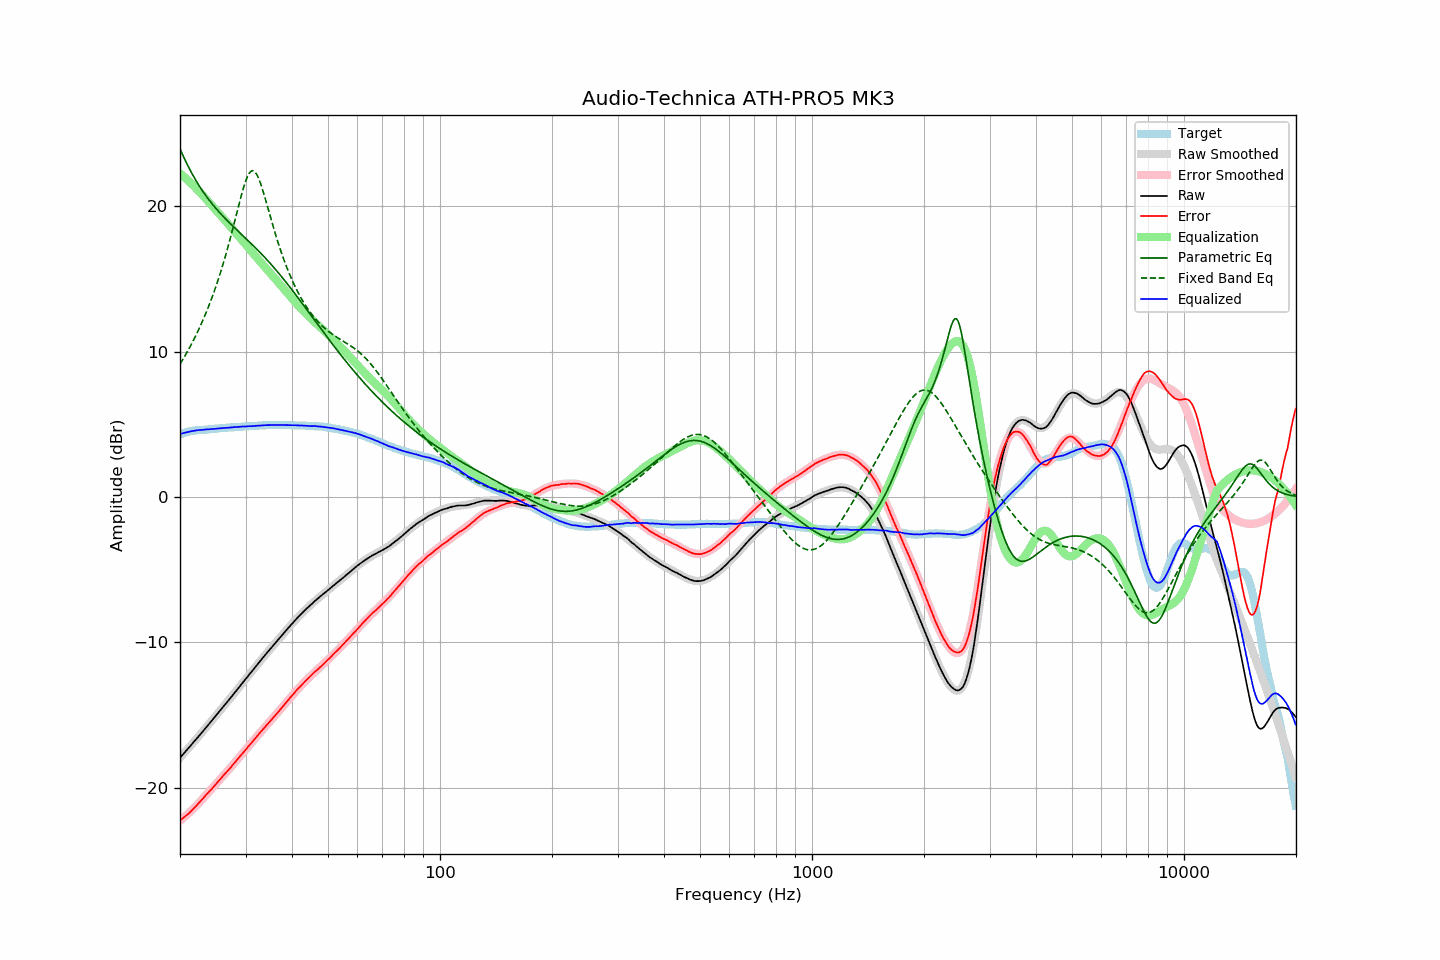 Audio-Technica ATH-PRO5 MK3
Target
Raw Smoothed
Error Smoothed
Raw
Error
Equalization
Parametric Eq
Fixed Band Eq
Equalized
20
10
0
−10
−20
Amplitude (dBr)
100
1000
10000
Frequency (Hz)